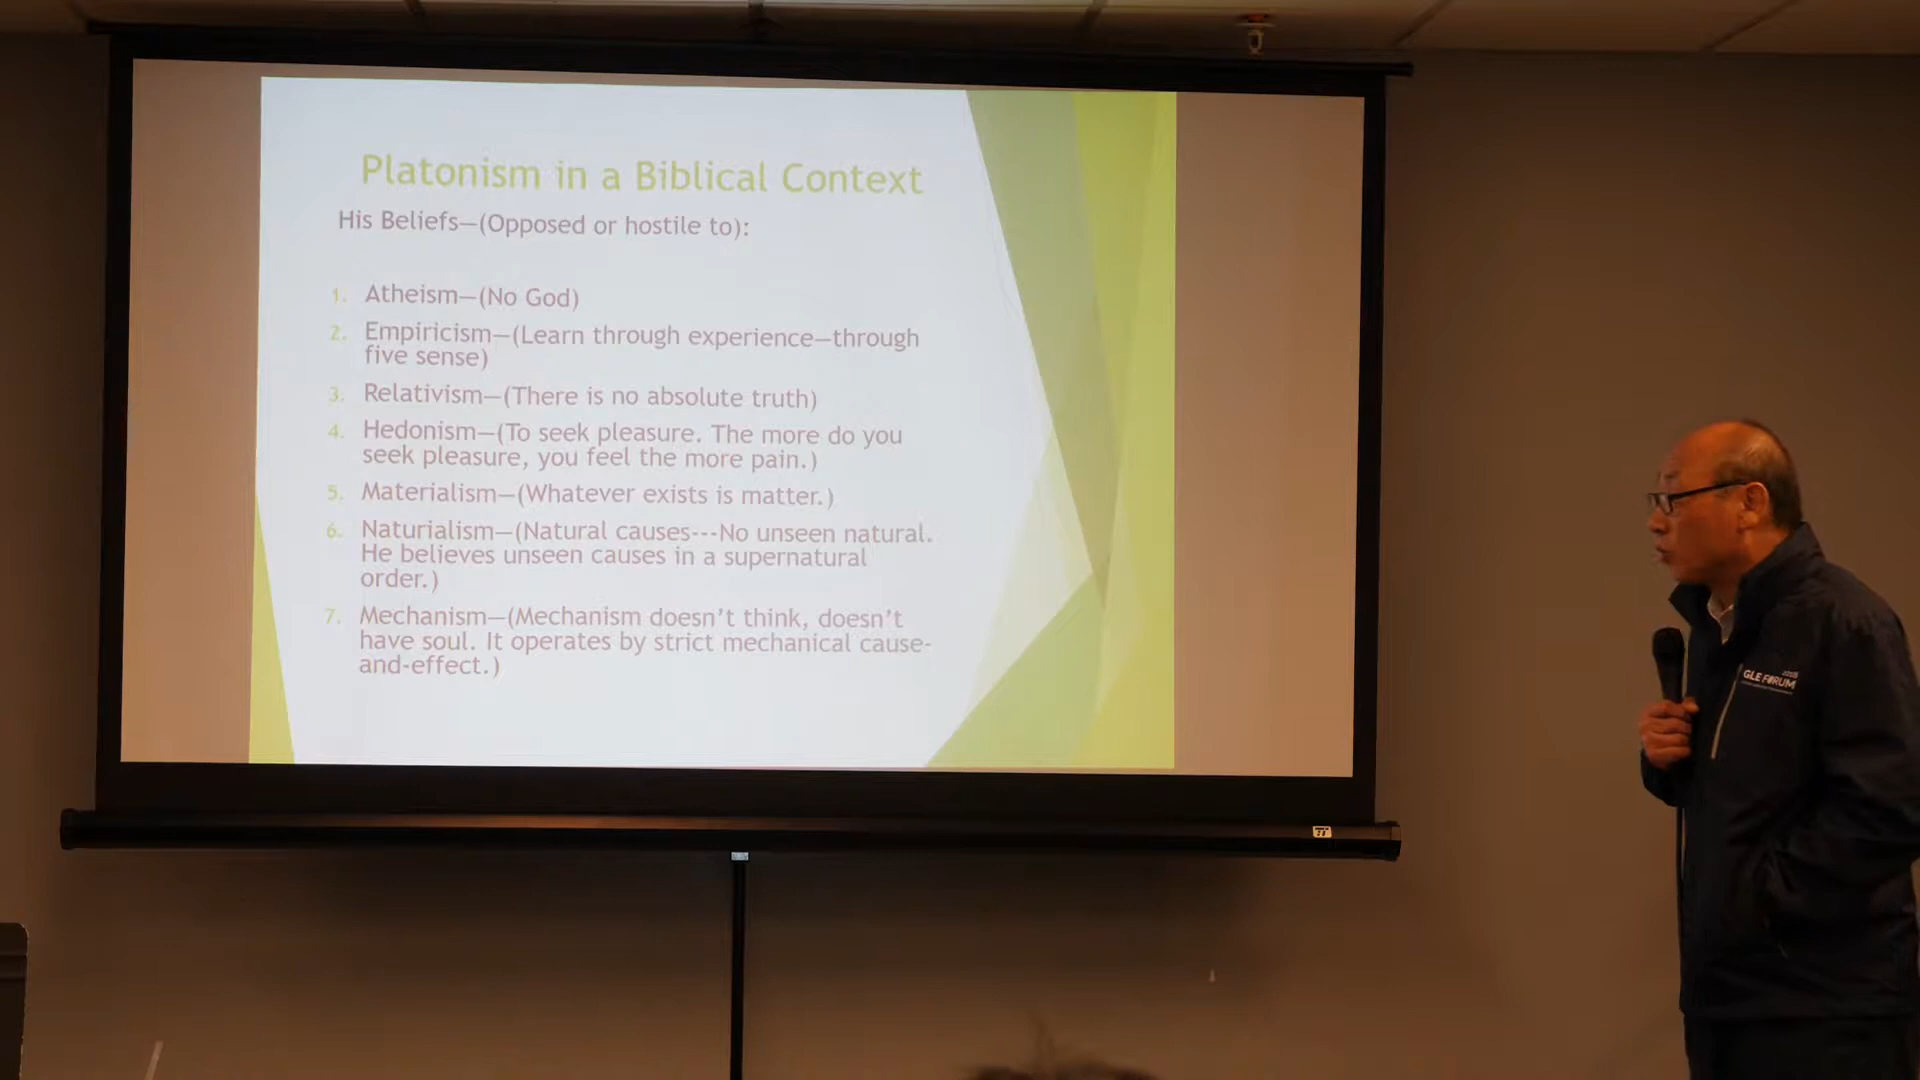 Platonism in a Biblical Context
His Beliefs—(Opposed or hostile to):
1. Atheism—(No God)
2. Empiricism—(Learn through experience—through
five sense)
3. Relativism—(There is no absolute truth)
4. Hedonism—(To seek pleasure. The more do you
seek pleasure, you feel the more pain.)
5. Materialism—(Whatever exists is matter.)
6. Naturialism—(Natural causes---No unseen natural.
He believes unseen causes in a supernatural
order.)
7. Mechanism—(Mechanism doesn't think, doesn't
have soul. It operates by strict mechanical cause-
and-effect.)
GLE FORUM